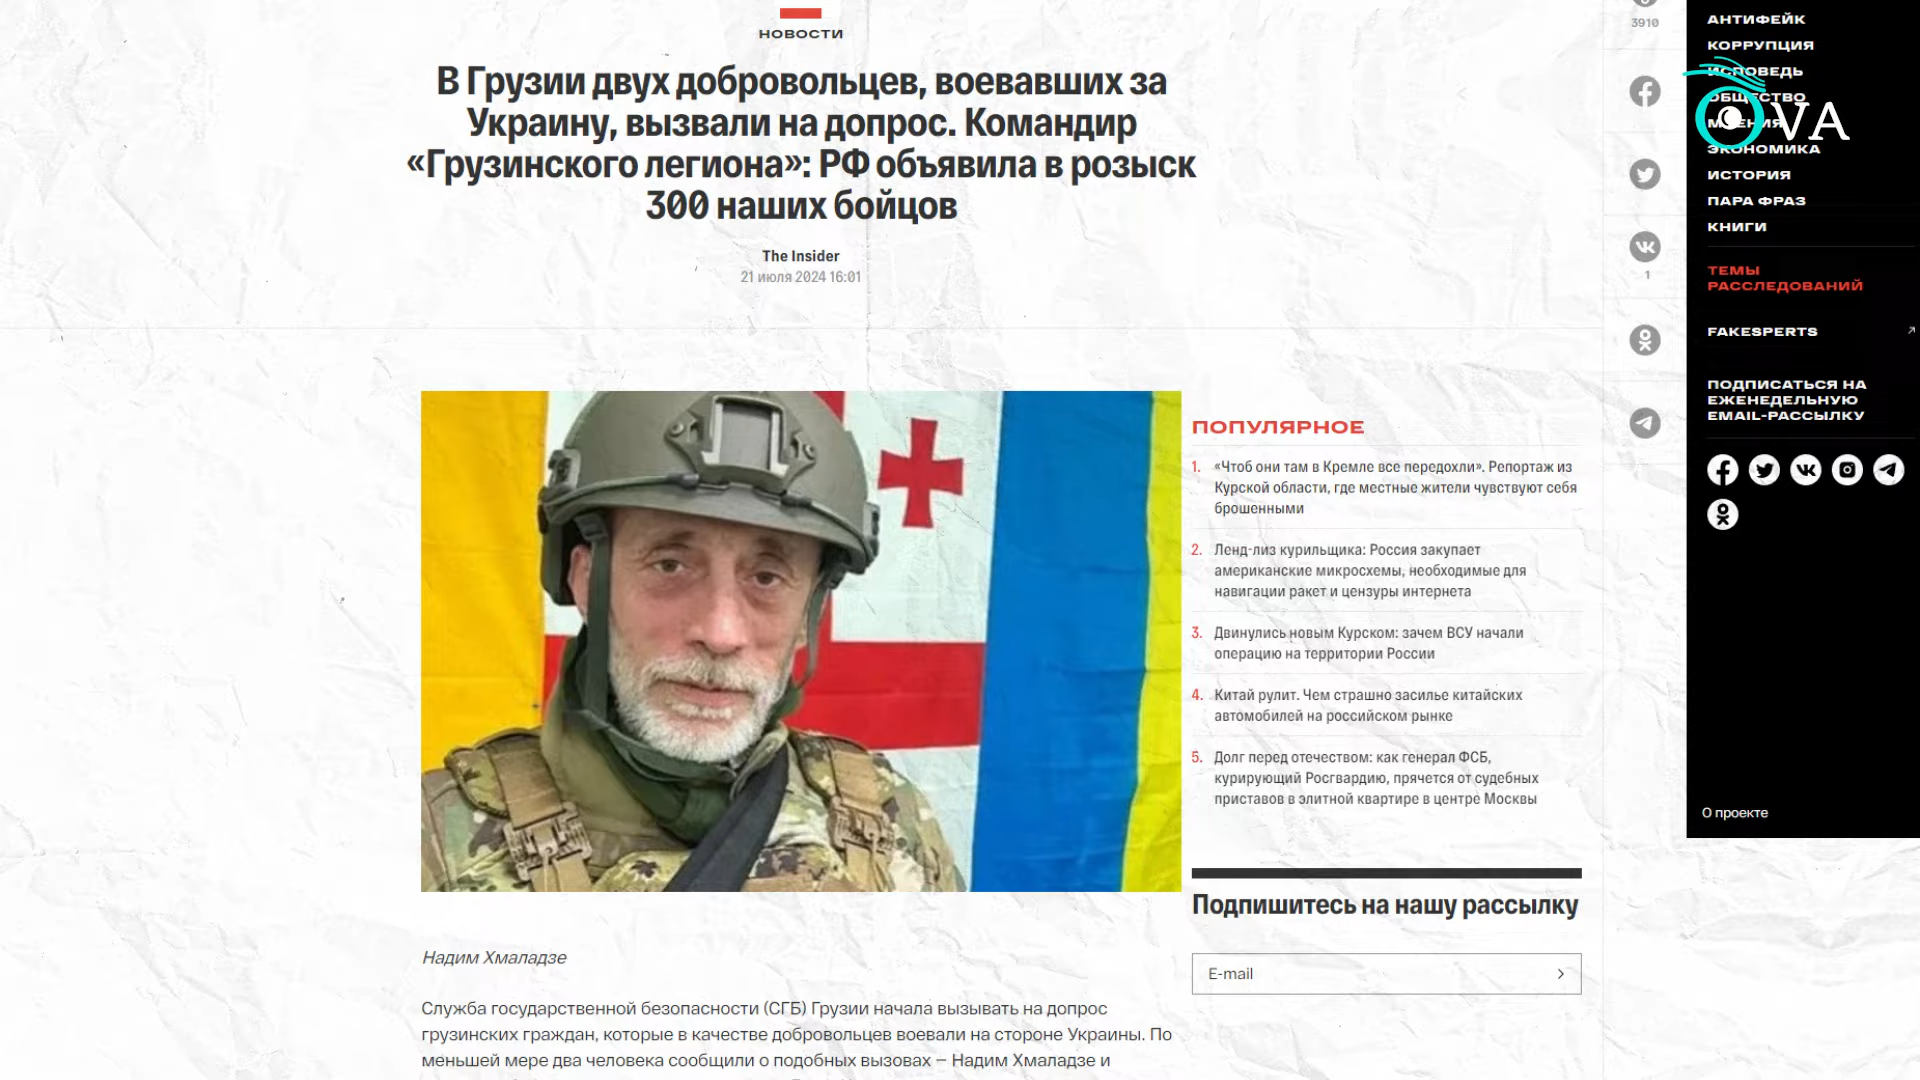 НОВОСТИ
В Грузии двух добровольцев, воевавших за
Украину, вызвали на допрос. Командир
«Грузинского легиона»: РФ объявила в розыск
300 наших бойцов
The Insider
21 июля 2024 16:01
Надим Хмаладзе
Служба государственной безопасности (СГБ) Грузии начала вызывать на допрос
грузинских граждан, которые в качестве добровольцев воевали на стороне Украины. По
меньшей мере два человека сообщили о подобных вызовах — Надим Хмаладзе и
ПОПУЛЯРНОЕ
1. «Чтоб они там в Кремле все передохли». Репортаж из
Курской области, где местные жители чувствуют себя
брошенными
2. Ленд-лиз курильщика: Россия закупает
американские микросхемы, необходимые для
навигации ракет и цензуры интернета
3. Двинулись новым Курском: зачем ВСУ начали
операцию на территории России
4. Китай рулит. Чем страшно засилье китайских
автомобилей на российском рынке
5. Долг перед отечеством: как генерал ФСБ,
курирующий Росгвардию, прячется от судебных
приставов в элитной квартире в центре Москвы
Подпишитесь на нашу рассылку
E-mail
3910
1
АНТИФЕЙК
КОРРУПЦИЯ
ИСПОВЕДЬ
ОБЩЕСТВО
МНЕНИЯ
OVA
ЭКОНОМИКА
ИСТОРИЯ
ПАРА ФРАЗ
КНИГИ
ТЕМЫ
РАССЛЕДОВАНИЙ
FAKESPERTS
ПОДПИСАТЬСЯ НА
ЕЖЕНЕДЕЛЬНУЮ
EMAIL-РАССЫЛКУ
О проекте